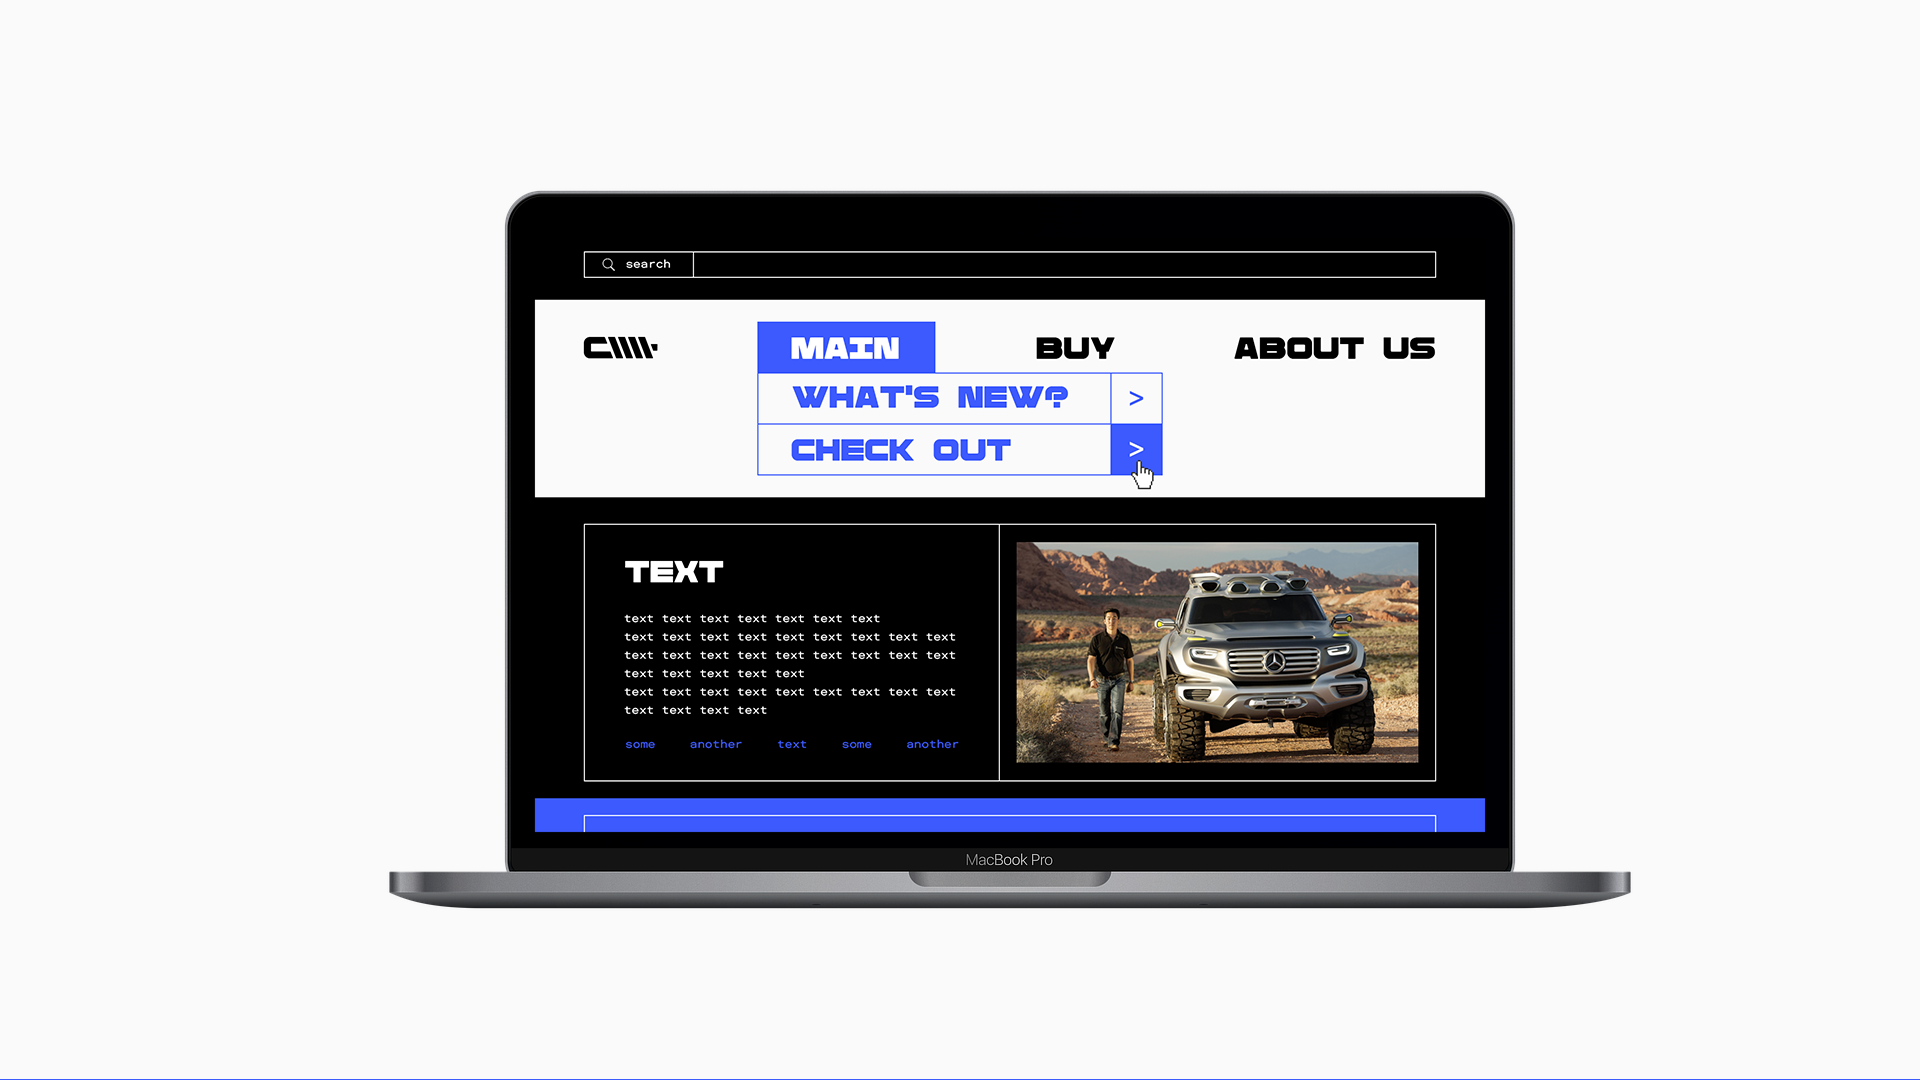 search
MAIN
BUY
ABOUT US
WHAT'S NEW?
>
CHECK OUT
>
TEXT
text text text text text text text
text text text text text text text text text
text text text text text text text text text
text text text text text
text text text text text text text text text
text text text text
some another text some another
MacBook Pro